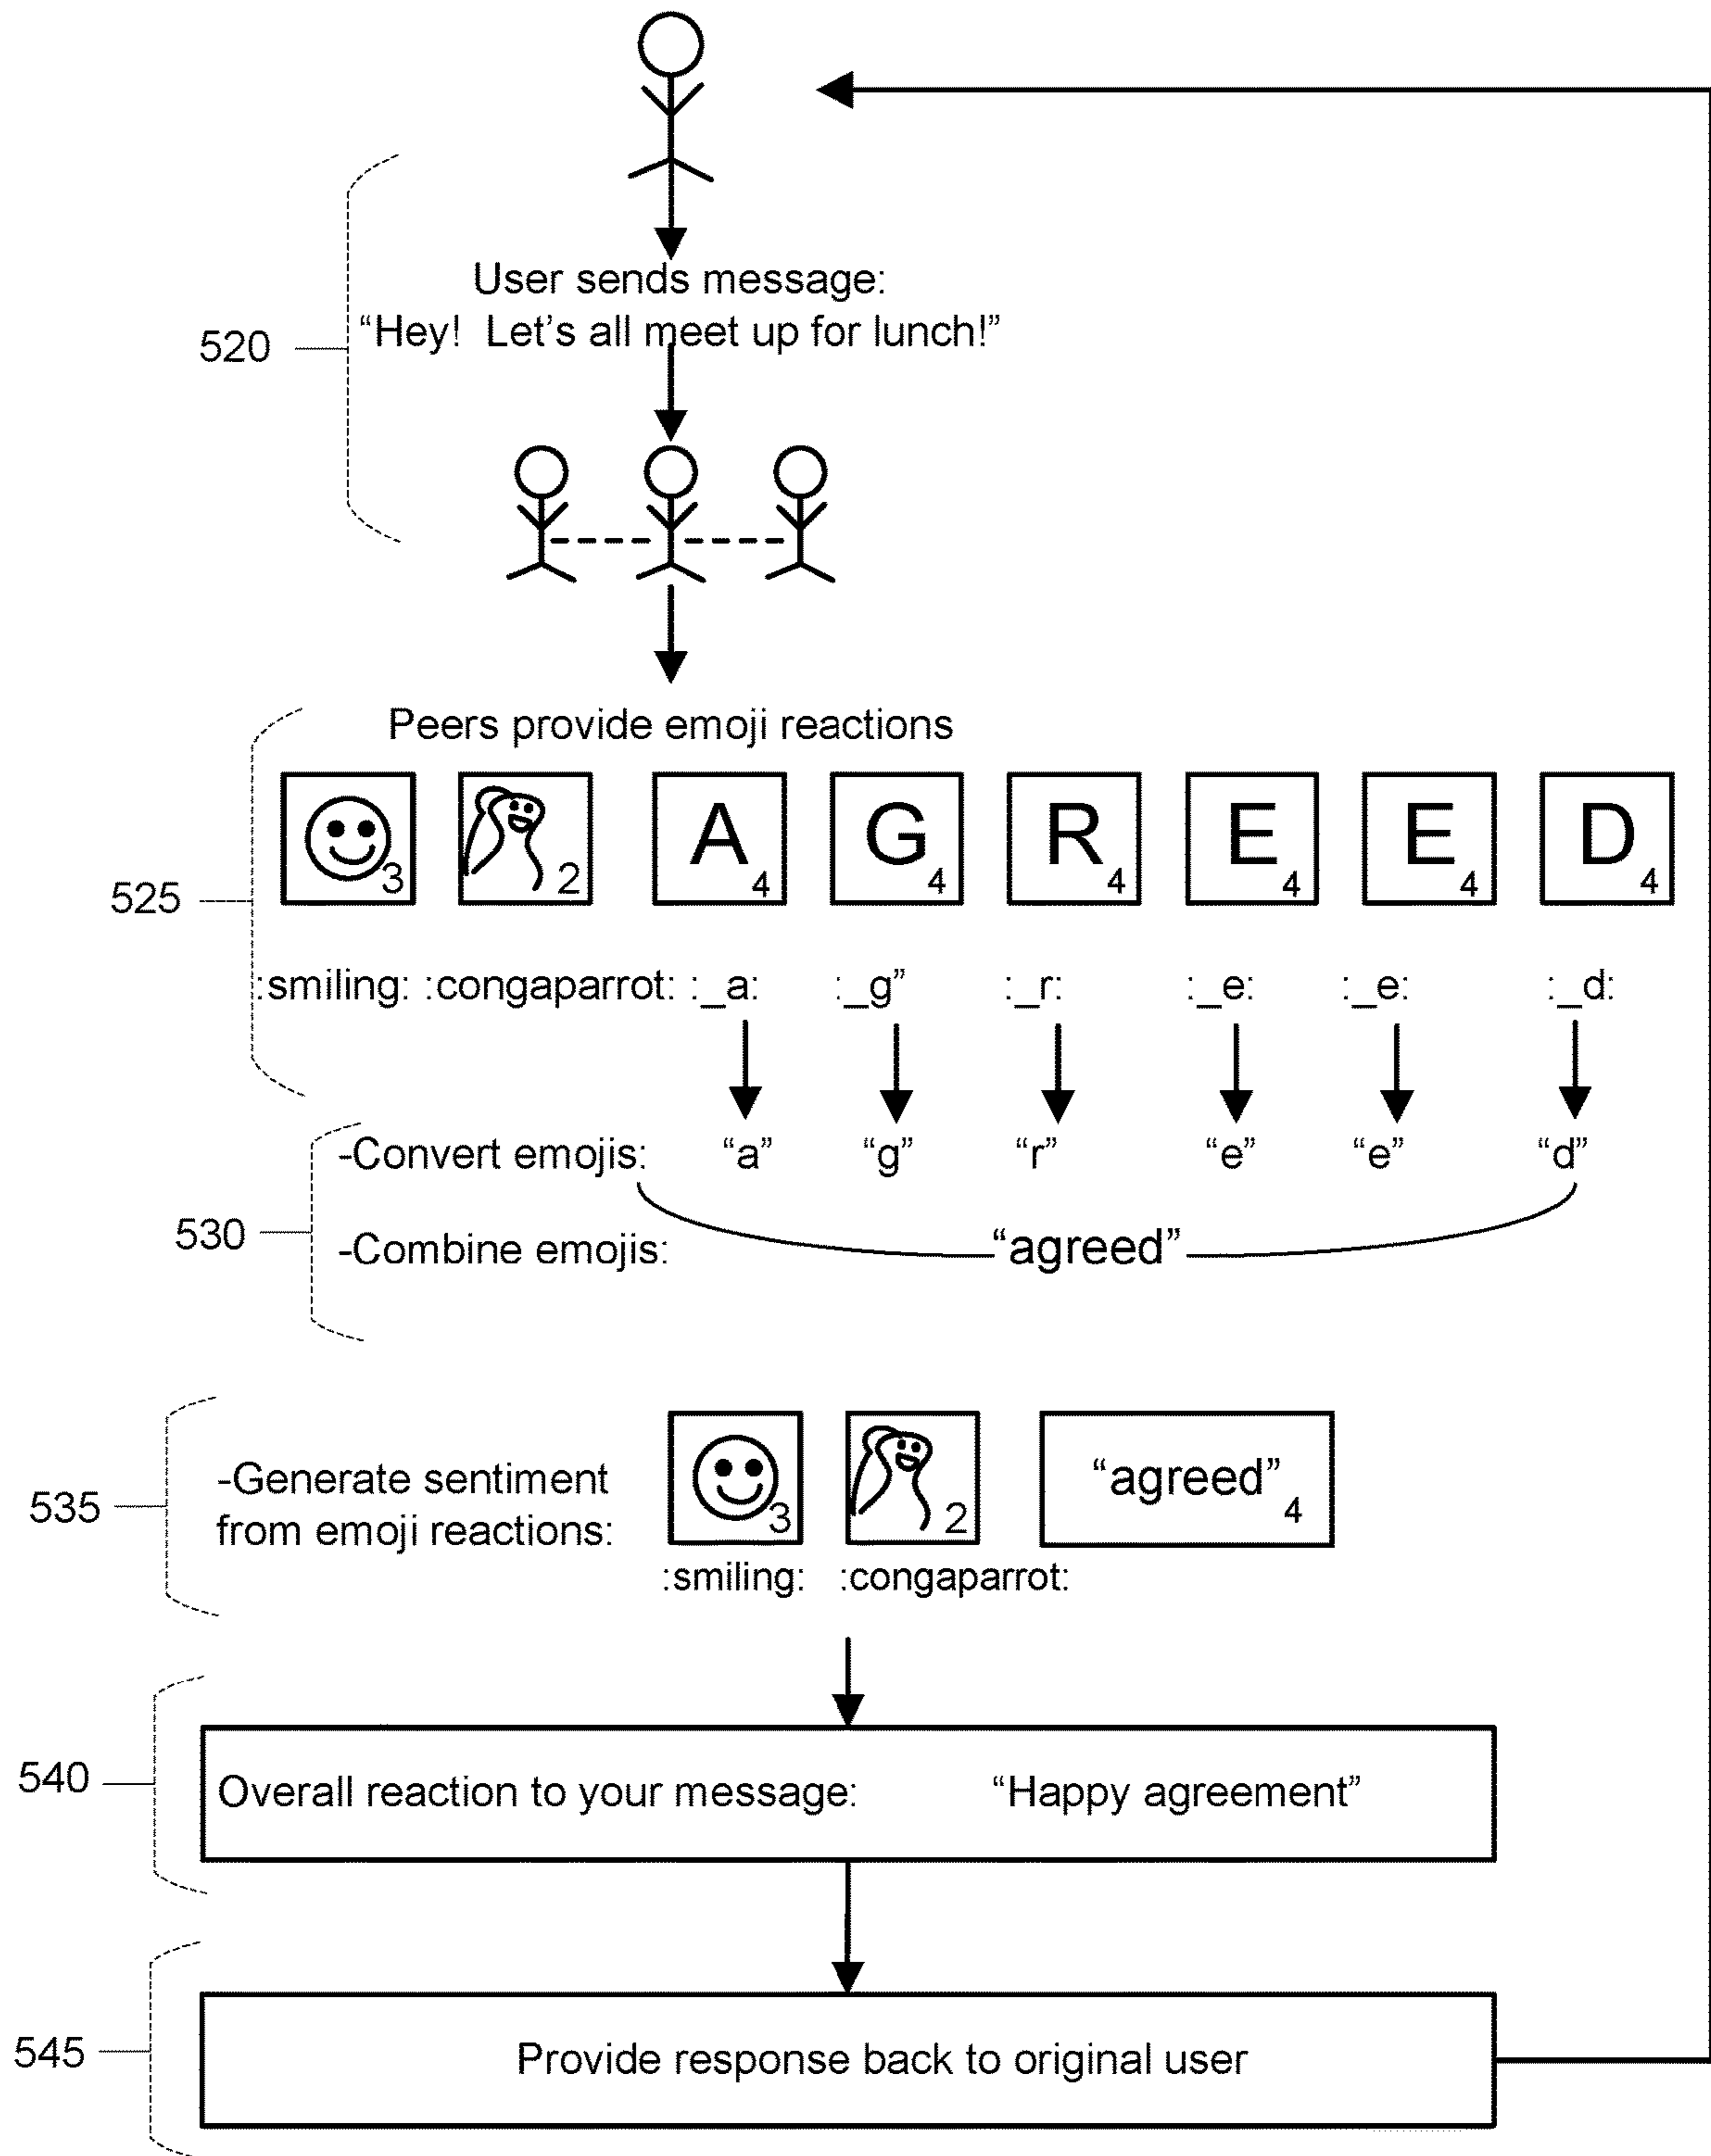 User sends message:
520 “Hey!  Let's all meet up for lunch!”
Peers provide emoji reactions
A G R E E D
525 3 2 4 4 4 4 4 4
:smiling: :congaparrot: :_a: :_g” :_r: :_e: :_e: :_d:
-Convert emojis: “a” “g” “r” “e” “e” “d”
530 -Combine emojis: “agreed”
-Generate sentiment “agreed”
535 from emoji reactions: 3 2 4
:smiling: :congaparrot:
540 Overall reaction to your message: “Happy agreement”
545 Provide response back to original user